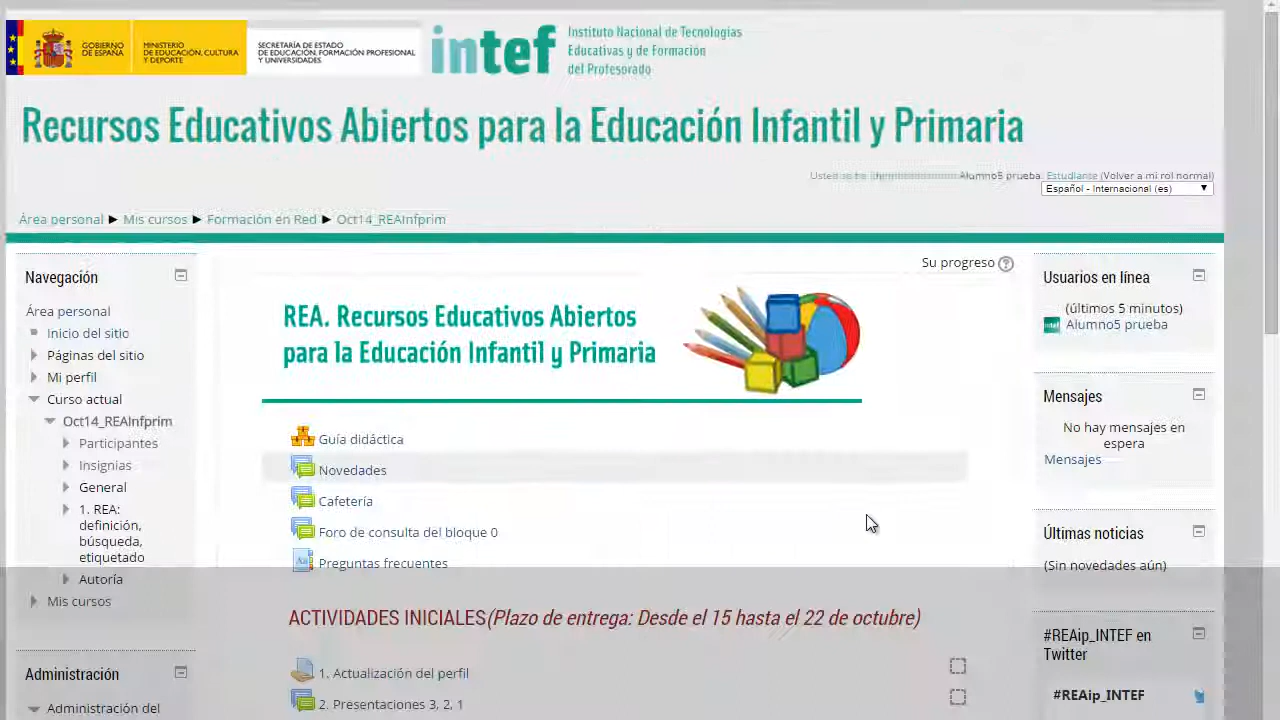 GOBIERNO
DE ESPAÑA
MINISTERIO
DE EDUCACIÓN, CULTURA
Y DEPORTE
SECRETARÍA DE ESTADO
DE EDUCACIÓN, FORMACIÓN PROFESIONAL
Y UNIVERSIDADES
intef
Instituto Nacional de Tecnologías
Educativas y de Formación
del Profesorado
Recursos Educativos Abiertos para la Educación Infantil y Primaria
Alumno5 prueba: Estudiante (Volver a mi rol normal)
Español - Internacional (es)
Área personal ▶ Mis cursos ▶ Formación en Red ▶ Oct14_REAInfprim
Navegación
Área personal
Inicio del sitio
Páginas del sitio
Mi perfil
Curso actual
Oct14_REAInfprim
Participantes
Insignias
General
1. REA:
definición,
búsqueda,
etiquetado
Autoría
Mis cursos
Administración
Administración del
Su progreso
REA. Recursos Educativos Abiertos
para la Educación Infantil y Primaria
Guía didáctica
Novedades
Cafetería
Foro de consulta del bloque 0
Preguntas frecuentes
ACTIVIDADES INICIALES(Plazo de entrega: Desde el 15 hasta el 22 de octubre)
1. Actualización del perfil
2. Presentaciones 3, 2, 1
Usuarios en línea
(últimos 5 minutos)
Alumno5 prueba
Mensajes
No hay mensajes en
espera
Mensajes
Últimas noticias
(Sin novedades aún)
#REAip_INTEF en
Twitter
#REAip_INTEF